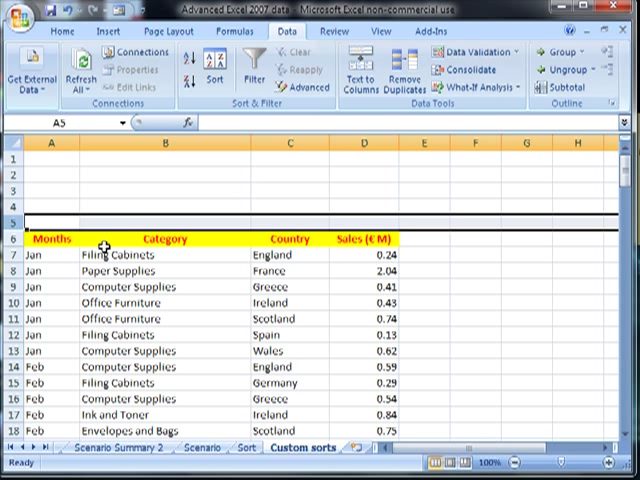 Advanced Excel 2007 data - Microsoft Excel non-commercial use
Home Insert Page Layout Formulas Data Review View Add-Ins
Get External Data
Refresh All
Connections
Properties
Edit Links
Connections
Sort
Filter
Clear
Reapply
Advanced
Sort & Filter
Text to Columns
Remove Duplicates
Data Validation
Consolidate
What-If Analysis
Data Tools
Group
Ungroup
Subtotal
Outline
A5 fx
A B C D E F G H
1
2
3
4
5
6 Months Category Country Sales (€ M)
7 Jan Filing Cabinets England 0.24
8 Jan Paper Supplies France 2.04
9 Jan Computer Supplies Greece 0.41
10 Jan Office Furniture Ireland 0.43
11 Jan Office Furniture Scotland 0.74
12 Jan Filing Cabinets Spain 0.13
13 Jan Computer Supplies Wales 0.62
14 Feb Computer Supplies England 0.59
15 Feb Filing Cabinets Germany 0.29
16 Feb Computer Supplies Greece 0.54
17 Feb Ink and Toner Ireland 0.84
18 Feb Envelopes and Bags Scotland 0.75
Scenario Summary 2 Scenario Sort Custom sorts
Ready 100%